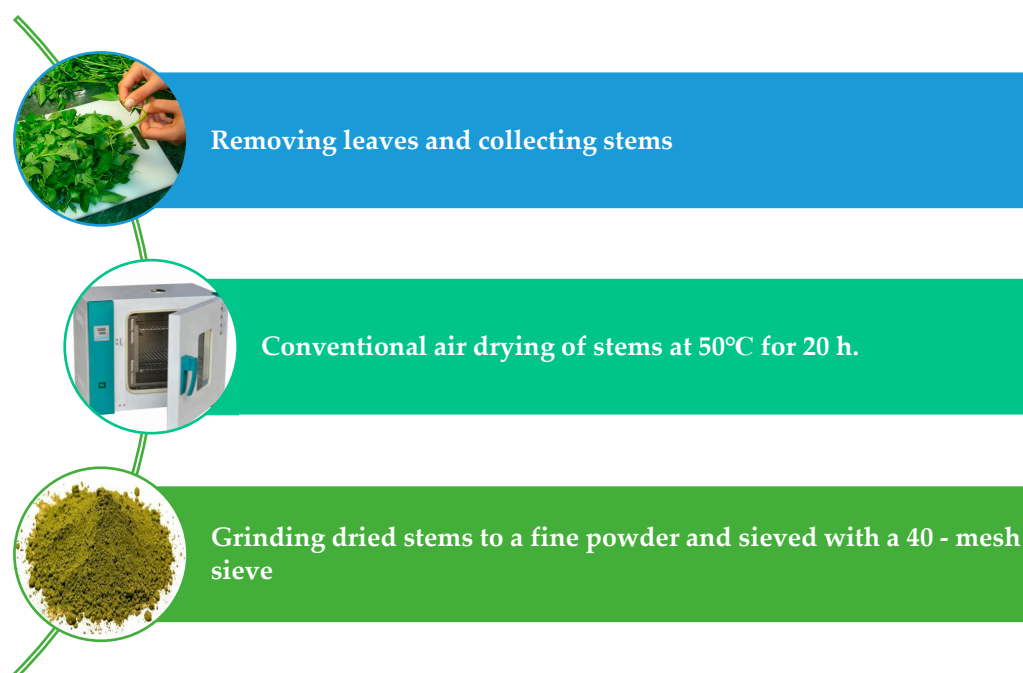 Removing leaves and collecting stems
Conventional air drying of stems at 50℃ for 20 h.
Grinding dried stems to a fine powder and sieved with a 40 - mesh
sieve